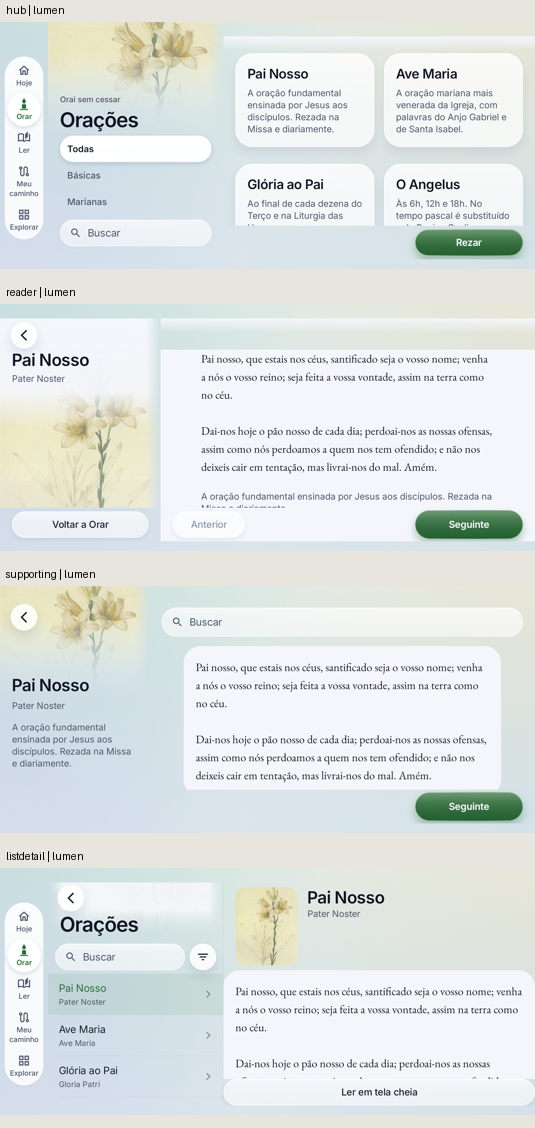 hub | lumen
Hoje
Orar
Ler
Meu
caminho
Explorar
Orai sem cessar
Orações
Todas
Básicas
Marianas
Buscar
Pai Nosso
A oração fundamental
ensinada por Jesus aos
discípulos. Rezada na
Missa e diariamente.
Ave Maria
A oração mariana mais
venerada da Igreja, com
palavras do Anjo Gabriel e
de Santa Isabel.
Glória ao Pai
Ao final de cada dezena do
Terço e na Liturgia das
O Angelus
Às 6h, 12h e 18h. No
tempo pascal é substituído
Rezar
reader | lumen
Pai Nosso
Pater Noster
Voltar a Orar
Pai nosso, que estais nos céus, santificado seja o vosso nome; venha
a nós o vosso reino; seja feita a vossa vontade, assim na terra como
no céu.
Dai-nos hoje o pão nosso de cada dia; perdoai-nos as nossas ofensas,
assim como nós perdoamos a quem nos tem ofendido; e não nos
deixeis cair em tentação, mas livrai-nos do mal. Amém.
A oração fundamental ensinada por Jesus aos discípulos. Rezada na
Anterior
Seguinte
supporting | lumen
Pai Nosso
Pater Noster
A oração fundamental
ensinada por Jesus aos
discípulos. Rezada na Missa
e diariamente.
Buscar
Pai nosso, que estais nos céus, santificado seja o vosso nome; venha
a nós o vosso reino; seja feita a vossa vontade, assim na terra como
no céu.
Dai-nos hoje o pão nosso de cada dia; perdoai-nos as nossas ofensas,
assim como nós perdoamos a quem nos tem ofendido; e não nos
deixeis cair em tentação, mas livrai-nos do mal. Amém.
Seguinte
listdetail | lumen
Hoje
Orar
Ler
Meu
caminho
Explorar
Orações
Buscar
Pai Nosso
Pater Noster
Ave Maria
Ave Maria
Glória ao Pai
Gloria Patri
Pai Nosso
Pater Noster
Pai nosso, que estais nos céus, santificado seja o vosso nome; venha
a nós o vosso reino; seja feita a vossa vontade, assim na terra como
no céu.
Dai-nos hoje o pão nosso de cada dia; perdoai-nos as nossas
Ler em tela cheia